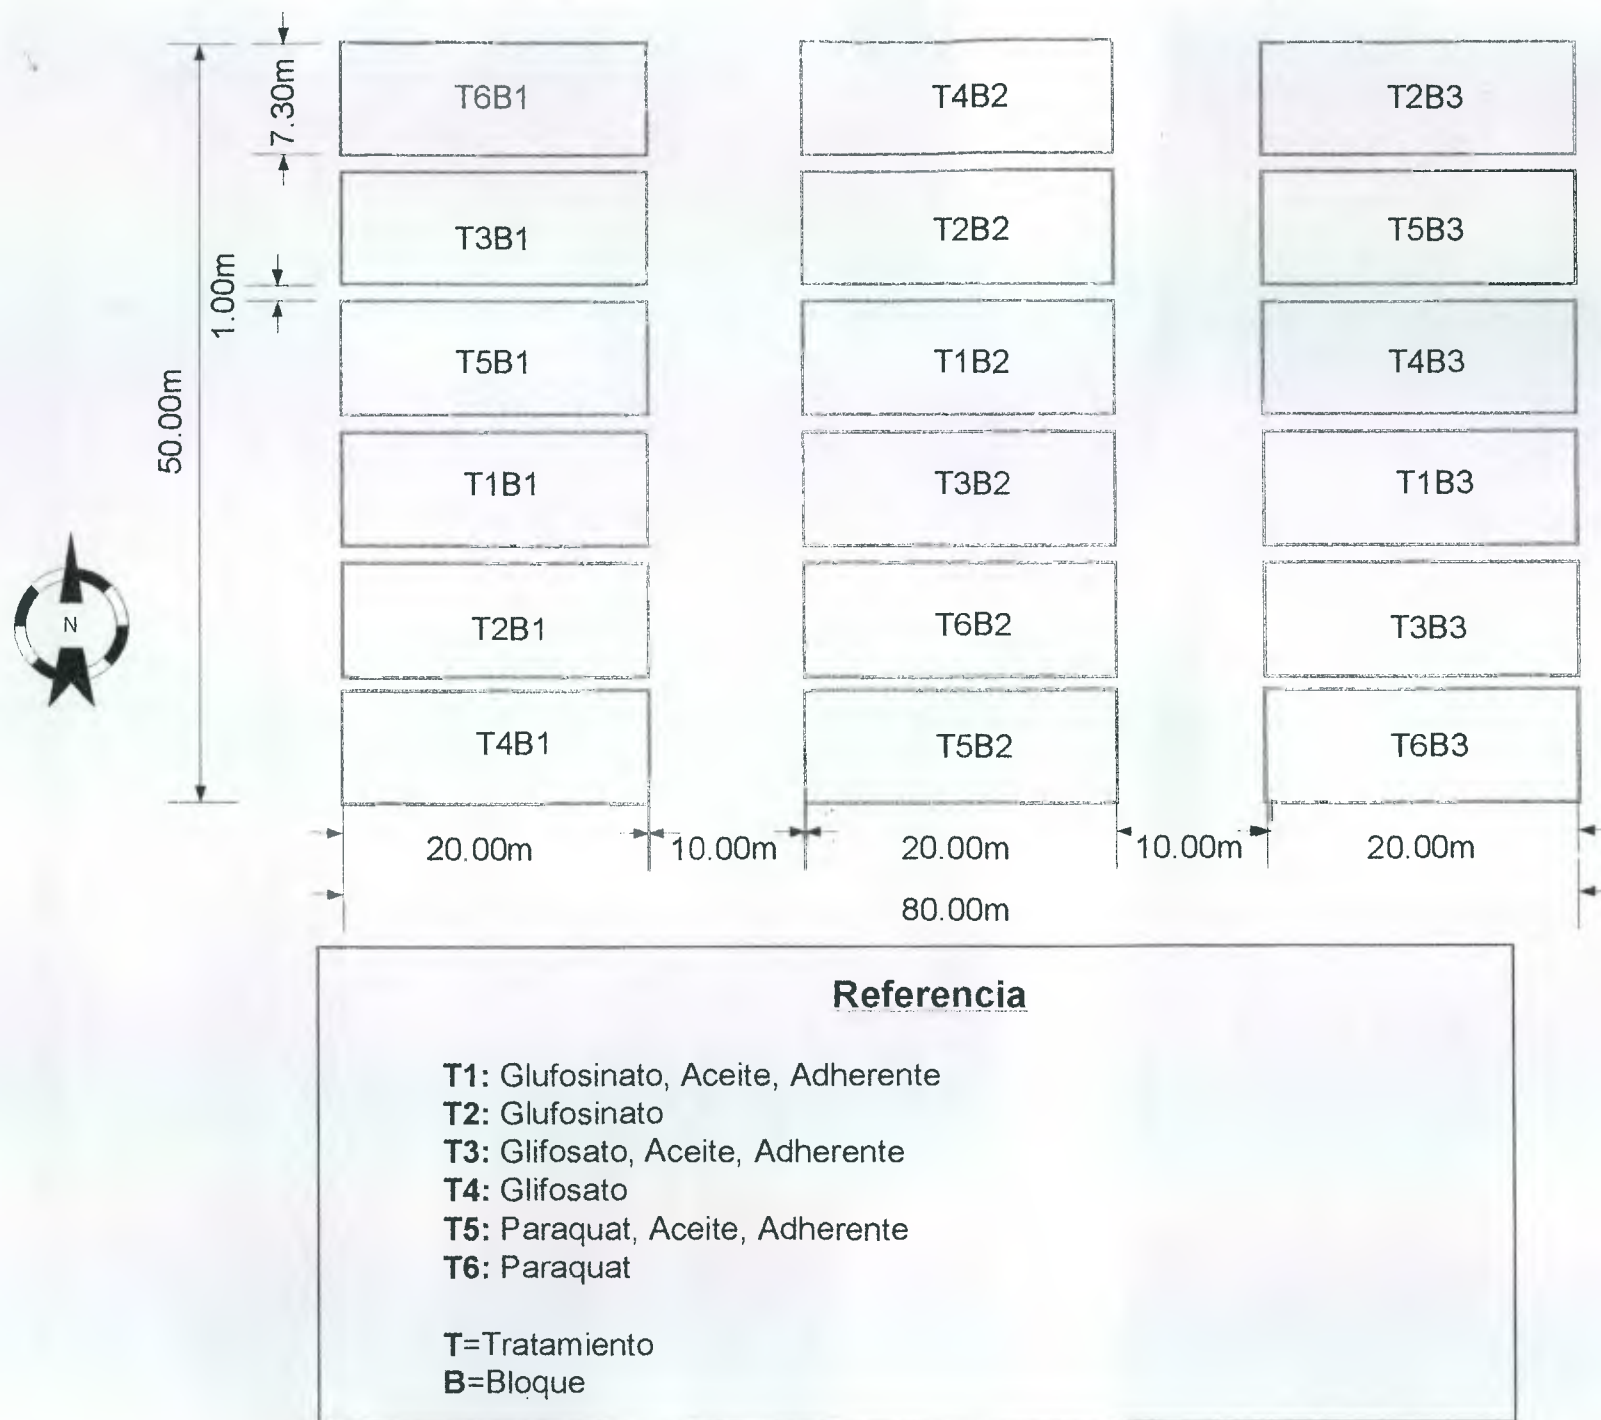 7.30m
T6B1
T4B2
T2B3
T3B1
T2B2
T5B3
1.00m
T5B1
T1B2
T4B3
50.00m
T1B1
T3B2
T1B3
N
T2B1
T6B2
T3B3
T4B1
T5B2
T6B3
20.00m
10.00m
20.00m
10.00m
20.00m
80.00m
Referencia
T1: Glufosinato, Aceite, Adherente
T2: Glufosinato
T3: Glifosato, Aceite, Adherente
T4: Glifosato
T5: Paraquat, Aceite, Adherente
T6: Paraquat
T=Tratamiento
B=Bloque